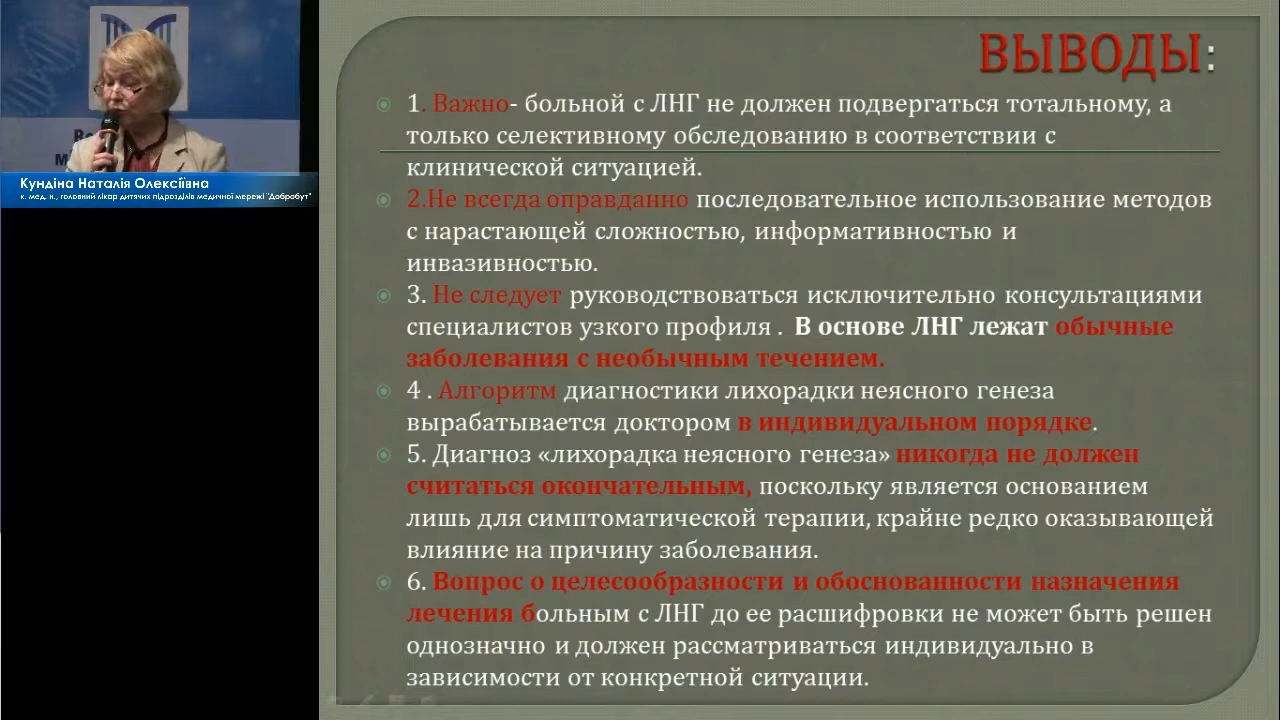 Кундіна Наталія Олексіївна
к. мед. н., головний лікар дитячих підрозділів медичної мережі "Добробут"
ВЫВОДЫ:
1. Важно- больной с ЛНГ не должен подвергаться тотальному, а
только селективному обследованию в соответствии с
клинической ситуацией.
2.Не всегда оправданно последовательное использование методов
с нарастающей сложностью, информативностью и
инвазивностью.
3. Не следует руководствоваться исключительно консультациями
специалистов узкого профиля . В основе ЛНГ лежат обычные
заболевания с необычным течением.
4 . Алгоритм диагностики лихорадки неясного генеза
вырабатывается доктором в индивидуальном порядке.
5. Диагноз «лихорадка неясного генеза» никогда не должен
считаться окончательным, поскольку является основанием
лишь для симптоматической терапии, крайне редко оказывающей
влияние на причину заболевания.
6. Вопрос о целесообразности и обоснованности назначения
лечения больным с ЛНГ до ее расшифровки не может быть решен
однозначно и должен рассматриваться индивидуально в
зависимости от конкретной ситуации.